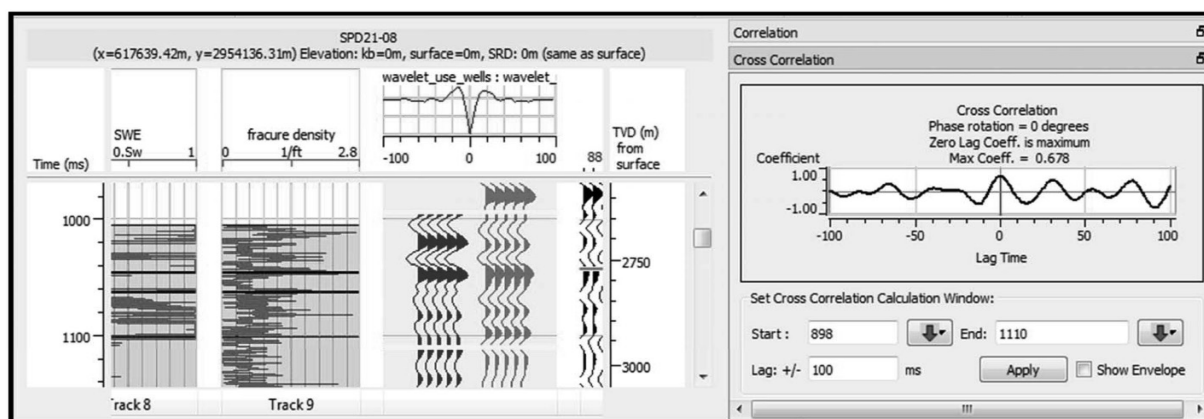 SPD21-08
(x=617639.42m, y=2954136.31m) Elevation: kb=0m, surface=0m, SRD: 0m (same as surface)
wavelet_use_wells : wavelet_
SWE
0.Sw 1
fracure density
0 1/ft 2.8
-100 0 100
Time (ms)
TVD (m)
from
surface
88
1000
1100
2750
3000
Track 8
Track 9
Correlation
Cross Correlation
Cross Correlation
Phase rotation = 0 degrees
Zero Lag Coeff. is maximum
Max Coeff. = 0.678
Coefficient
1.00
-1.00
-100 -50 0 50 100
Lag Time
Set Cross Correlation Calculation Window:
Start : 898 End: 1110
Lag: +/- 100 ms Apply Show Envelope